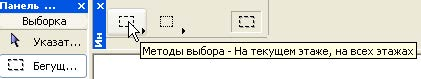 Панель ...
Выборка
Указат...
Бегущ...
Ин
Методы выбора - На текущем этаже, на всех этажах